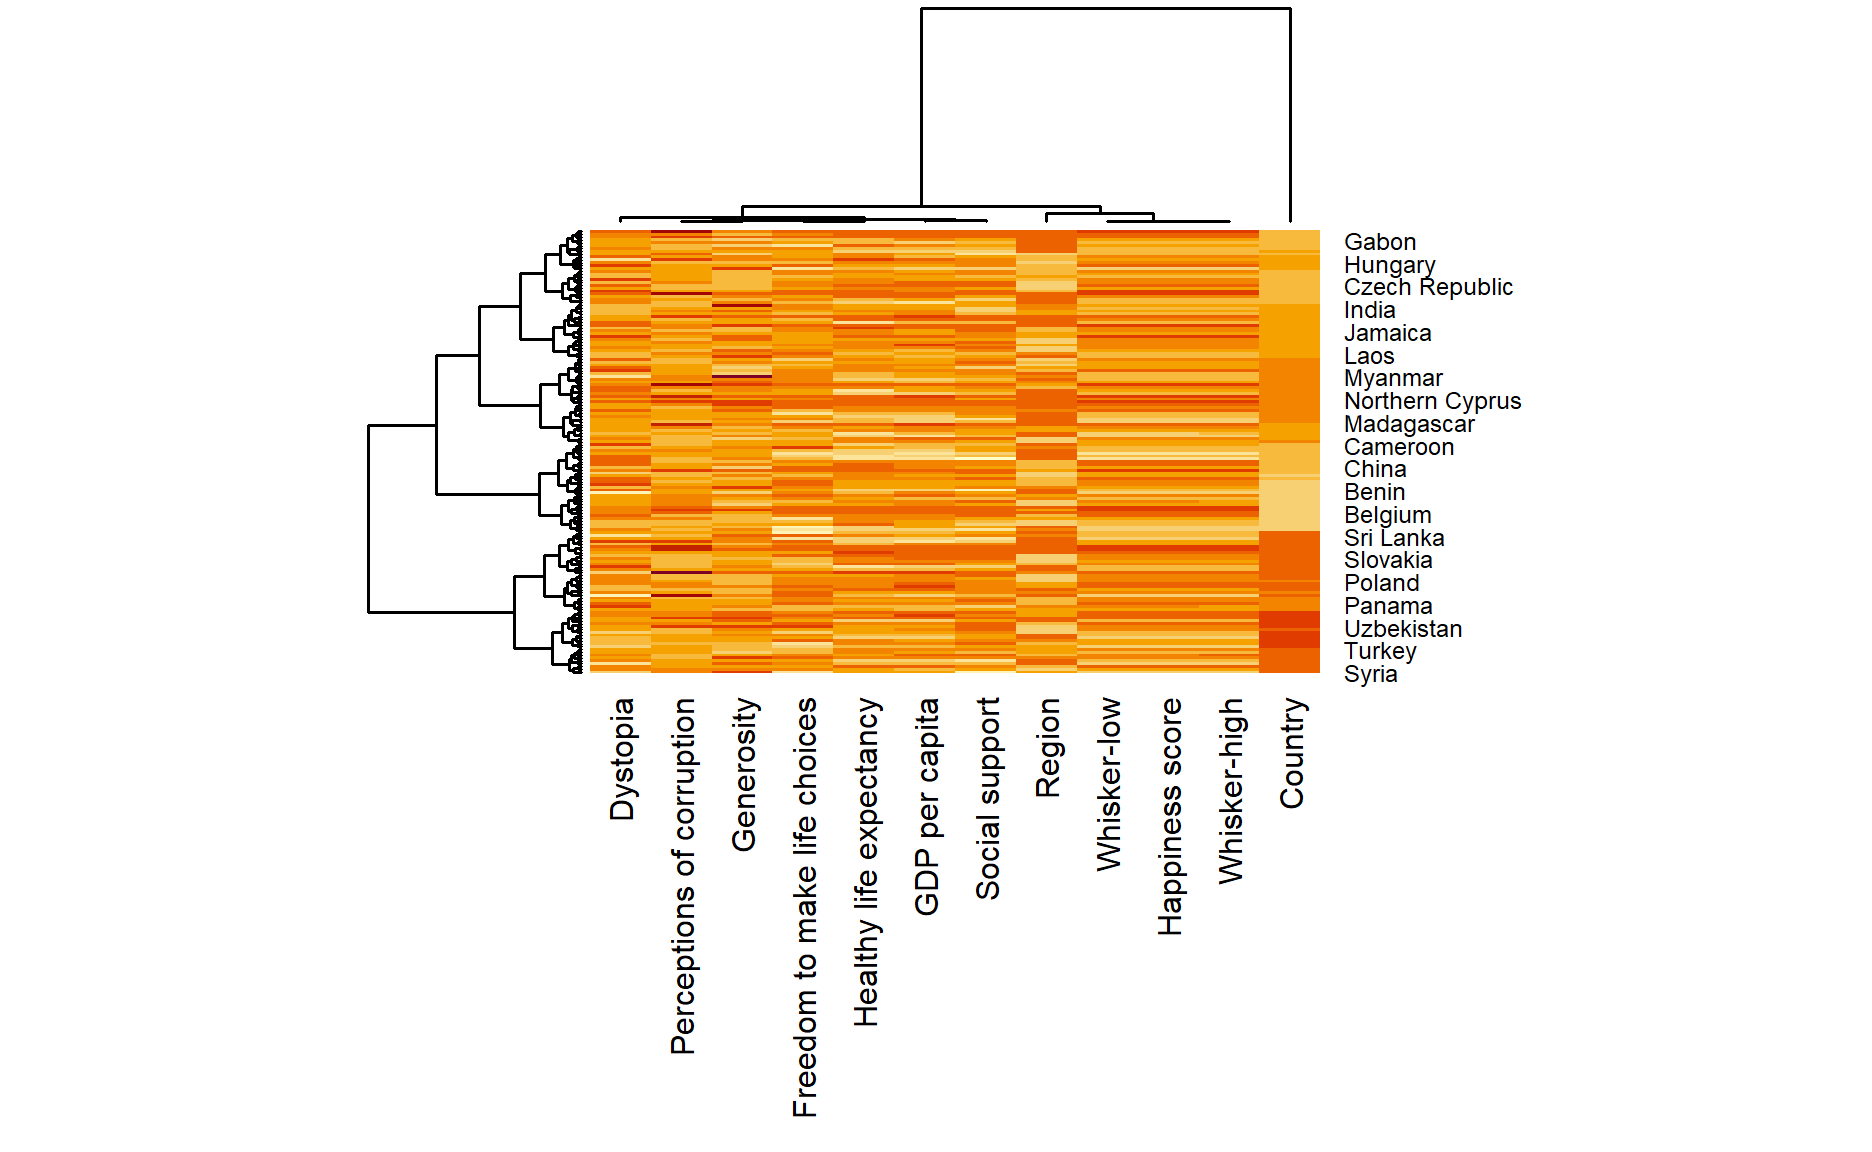 Gabon
Hungary
Czech Republic
India
Jamaica
Laos
Myanmar
Northern Cyprus
Madagascar
Cameroon
China
Benin
Belgium
Sri Lanka
Slovakia
Poland
Panama
Uzbekistan
Turkey
Syria
Dystopia
Perceptions of corruption
Generosity
Freedom to make life choices
Healthy life expectancy
GDP per capita
Social support
Region
Whisker-low
Happiness score
Whisker-high
Country